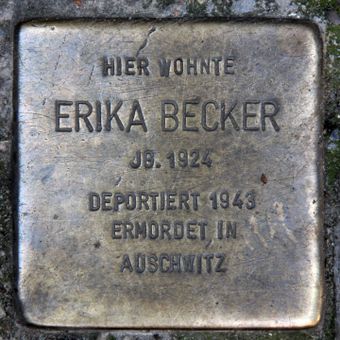 HIER WOHNTE
ERIKA BECKER
JG. 1924
DEPORTIERT 1943
ERMORDET IN
AUSCHWITZ